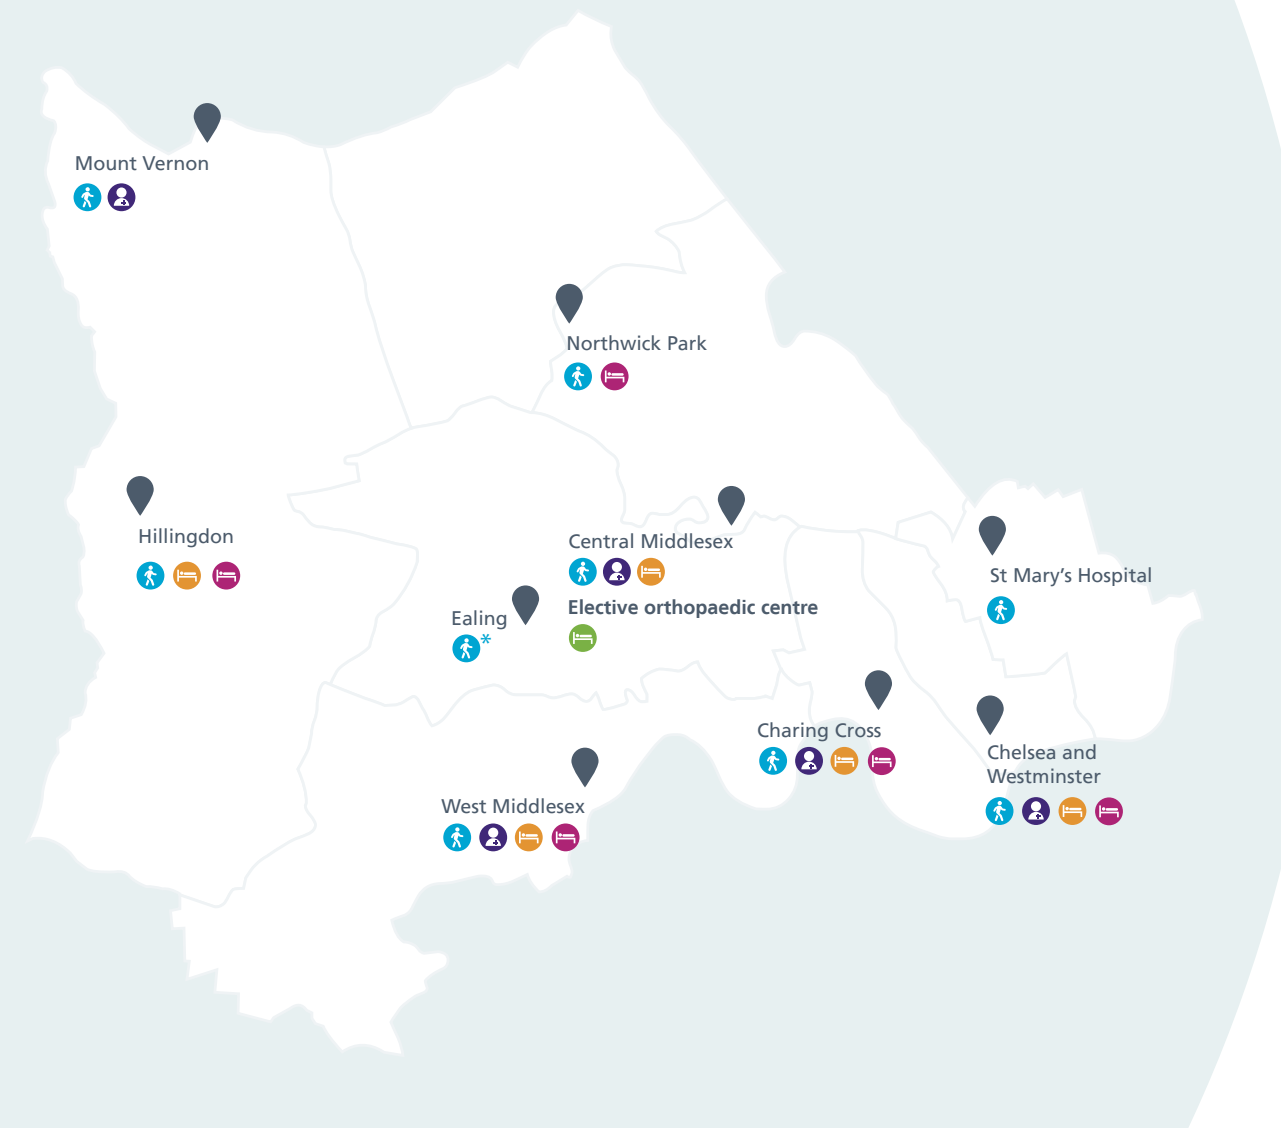 Mount Vernon
Northwick Park
Hillingdon
Central Middlesex
Elective orthopaedic centre
St Mary’s Hospital
Ealing
*
Charing Cross
Chelsea and
Westminster
West Middlesex